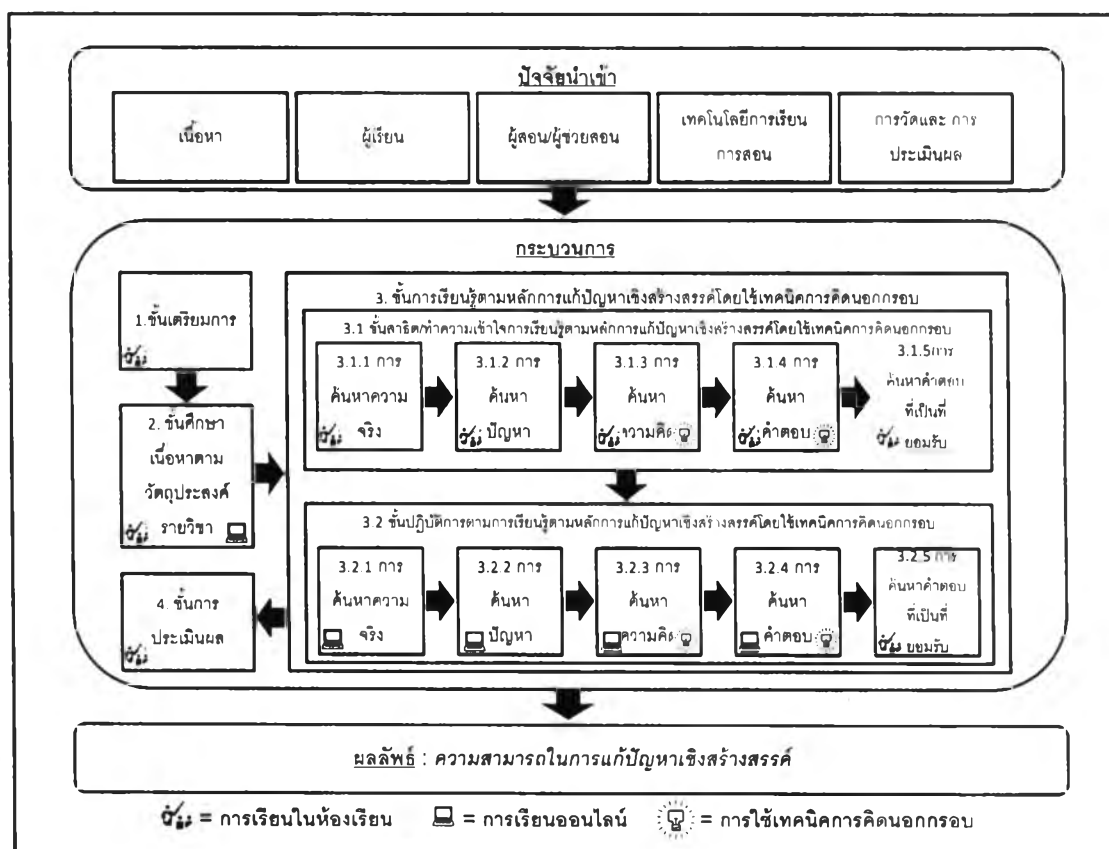 ปัจจัยนำเข้า
เนื้อหา
ผู้เรียน
ผู้สอน/ผู้ช่วยสอน
เทคโนโลยีการเรียน
การสอน
การวัดและ การ
ประเมินผล
กระบวนการ
1.ขั้นเตรียมการ
2. ขั้นศึกษา
เนื้อหาตาม
วัตถุประสงค์
รายวิชา
3. ขั้นการเรียนรู้ตามหลักการแก้ปัญหาเชิงสร้างสรรค์โดยใช้เทคนิคการคิดนอกกรอบ
3.1 ขั้นสาธิต/ทำความเข้าใจการเรียนรู้ตามหลักการแก้ปัญหาเชิงสร้างสรรค์โดยใช้เทคนิคการคิดนอกกรอบ
3.1.1 การ
ค้นหาความ
จริง
3.1.2 การ
ค้นหา
ปัญหา
3.1.3 การ
ค้นหา
ความคิด
3.1.4 การ
ค้นหา
คำตอบ
3.1.5การ
ค้นหาคำตอบ
ที่เป็นที่
ยอมรับ
3.2 ขั้นปฏิบัติการตามการเรียนรู้ตามหลักการแก้ปัญหาเชิงสร้างสรรค์โดยใช้เทคนิคการคิดนอกกรอบ
3.2.1 การ
ค้นหาความ
จริง
3.2.2 การ
ค้นหา
ปัญหา
3.2.3 การ
ค้นหา
ความคิด
3.2.4 การ
ค้นหา
คำตอบ
3.2.5 การ
ค้นหาคำตอบ
ที่เป็นที่
ยอมรับ
4. ขั้นการ
ประเมินผล
ผลลัพธ์ : ความสามารถในการแก้ปัญหาเชิงสร้างสรรค์
= การเรียนในห้องเรียน = การเรียนออนไลน์ = การใช้เทคนิคการคิดนอกกรอบ